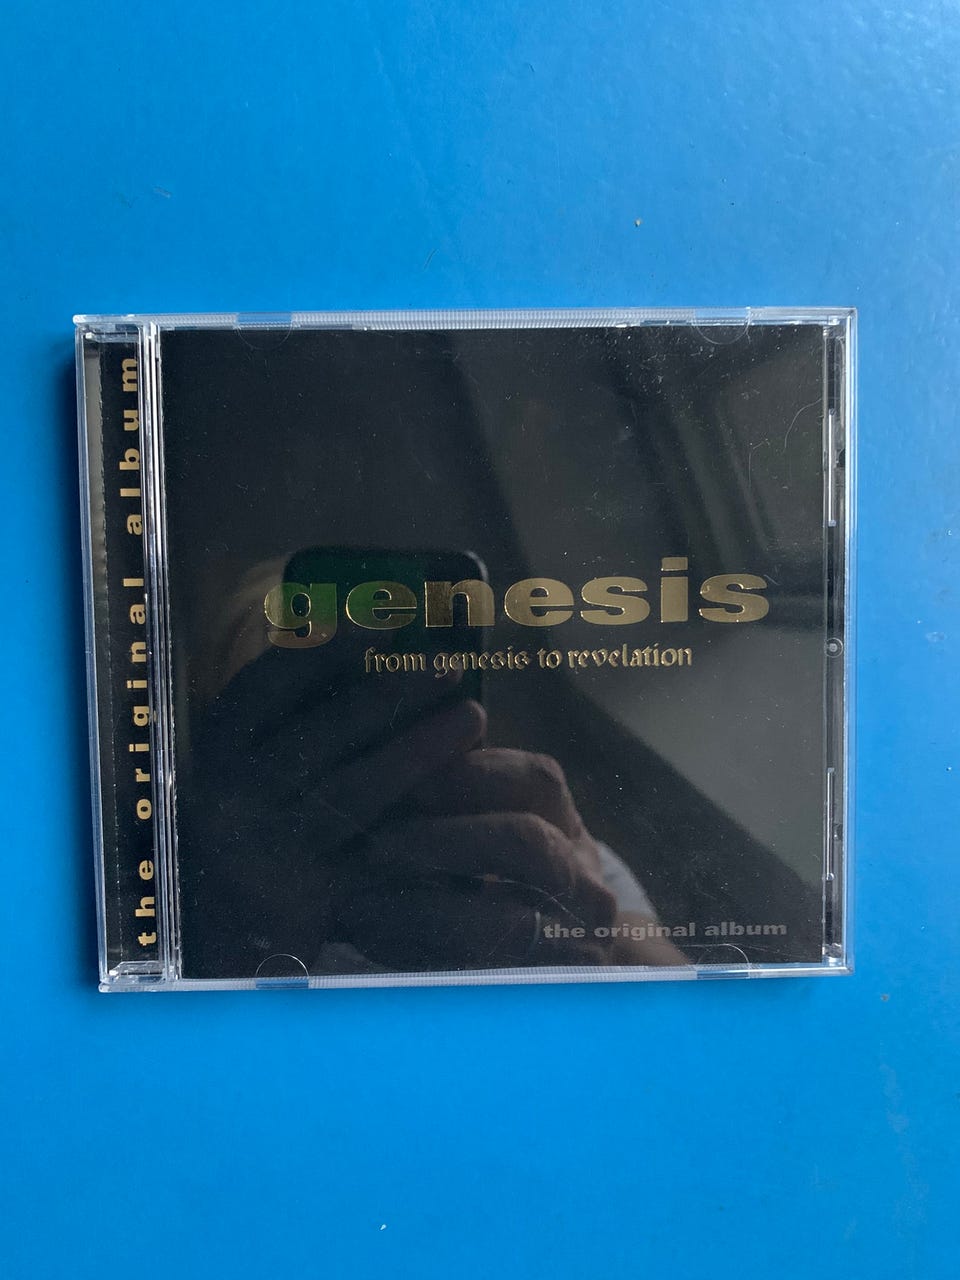 the original album
genesis
from genesis to revelation
the original album